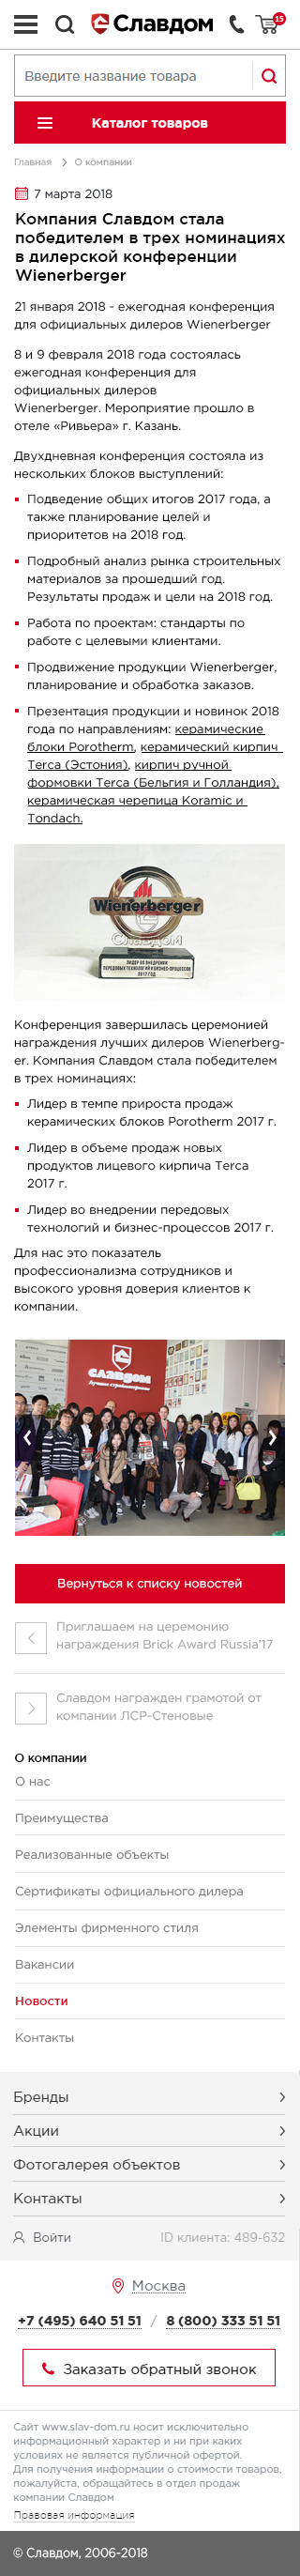 Славдом
15
Введите название товара
Каталог товаров
Главная > О компании
7 марта 2018
Компания Славдом стала
победителем в трех номинациях
в дилерской конференции
Wienerberger
21 января 2018 - ежегодная конференция
для официальных дилеров Wienerberger
8 и 9 февраля 2018 года состоялась
ежегодная конференция для
официальных дилеров
Wienerberger. Мероприятие прошло в
отеле «Ривьера» г. Казань.
Двухдневная конференция состояла из
нескольких блоков выступлений:
Подведение общих итогов 2017 года, а
также планирование целей и
приоритетов на 2018 год.
Подробный анализ рынка строительных
материалов за прошедший год.
Результаты продаж и цели на 2018 год.
Работа по проектам: стандарты по
работе с целевыми клиентами.
Продвижение продукции Wienerberger,
планирование и обработка заказов.
Презентация продукции и новинок 2018
года по направлениям: керамические
блоки Porotherm, керамический кирпич
Terca (Эстония), кирпич ручной
формовки Terca (Бельгия и Голландия),
керамическая черепица Koramic и
Tondach.
Wienerberger
Славдом
ЛИДЕР ВО ВНЕДРЕНИИ
ПЕРЕДОВЫХ ТЕХНОЛОГИЙ И БИЗНЕС-ПРОЦЕССОВ
2017 ГОД
Конференция завершилась церемонией
награждения лучших дилеров Wienerberg-
er. Компания Славдом стала победителем
в трех номинациях:
Лидер в темпе прироста продаж
керамических блоков Porotherm 2017 г.
Лидер в объеме продаж новых
продуктов лицевого кирпича Terca
2017 г.
Лидер во внедрении передовых
технологий и бизнес-процессов 2017 г.
Для нас это показатель
профессионализма сотрудников и
высокого уровня доверия клиентов к
компании.
СЛАВДОМ
Вернуться к списку новостей
Приглашаем на церемонию
награждения Brick Award Russia'17
Славдом награжден грамотой от
компании ЛСР-Стеновые
О компании
О нас
Преимущества
Реализованные объекты
Сертификаты официального дилера
Элементы фирменного стиля
Вакансии
Новости
Контакты
Бренды
Акции
Фотогалерея объектов
Контакты
Войти ID клиента: 489-632
Москва
+7 (495) 640 51 51 / 8 (800) 333 51 51
Заказать обратный звонок
Сайт www.slav-dom.ru носит исключительно
информационный характер и ни при каких
условиях не является публичной офертой.
Для получения информации о стоимости товаров,
пожалуйста, обращайтесь в отдел продаж
компании Славдом
Правовая информация
© Славдом, 2006-2018